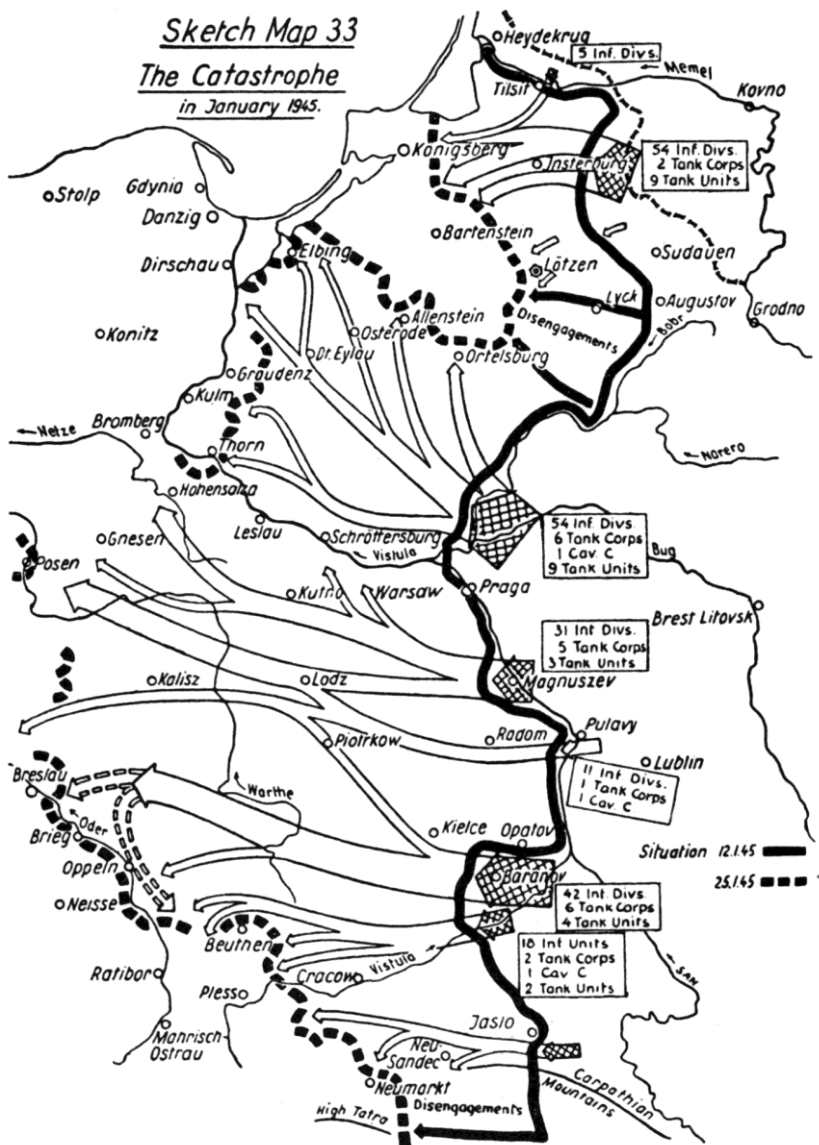 Sketch Map 33
The Catastrophe
in January 1945.
Heydekrug
5 Inf. Divs.
Memel
Tilsit
Kovno
Königsberg
Insterburg
54 Inf. Divs.
2 Tank Corps
9 Tank Units
Stolp
Gdynia
Danzig
Bartenstein
Sudauen
Elbing
Dirschau
Lötzen
Lyck
Augustov
Grodno
Konitz
Allenstein
Osterode
Disengagements
Bobr
Dt. Eylau
Ortelsburg
Graudenz
Kulm
Bromberg
Netze
Thorn
Narero
Hohensalza
Leslau
Schröttersburg
Vistula
54 Inf. Divs.
6 Tank Corps
1 Cav. C
9 Tank Units
Bug
Gnesen
Posen
Kutno
Warsaw
Praga
Brest Litovsk
31 Int Divs.
5 Tank Corps
3 Tank Units
Magnuszev
Kalisz
Lodz
Piotrkow
Radom
Pulavy
Lublin
11 Inf Divs.
1 Tank Corps
1 Cav. C
Breslau
Oder
Warthe
Brieg
Kielce
Opatov
Situation 12.1.45
25.1.45
Oppeln
Baranov
Neisse
42 Int. Divs.
6 Tank Corps
4 Tank Units
Beuthen
18 Inf Units
2 Tank Corps
1 Cav C
2 Tank Units
Vistula
SAN
Ratibor
Cracow
Pless
Mahrisch-
Ostrau
Jaslo
Neu-
Sandec
Neumarkt
Carpathian
Mountains
High Tatra
Disengagements